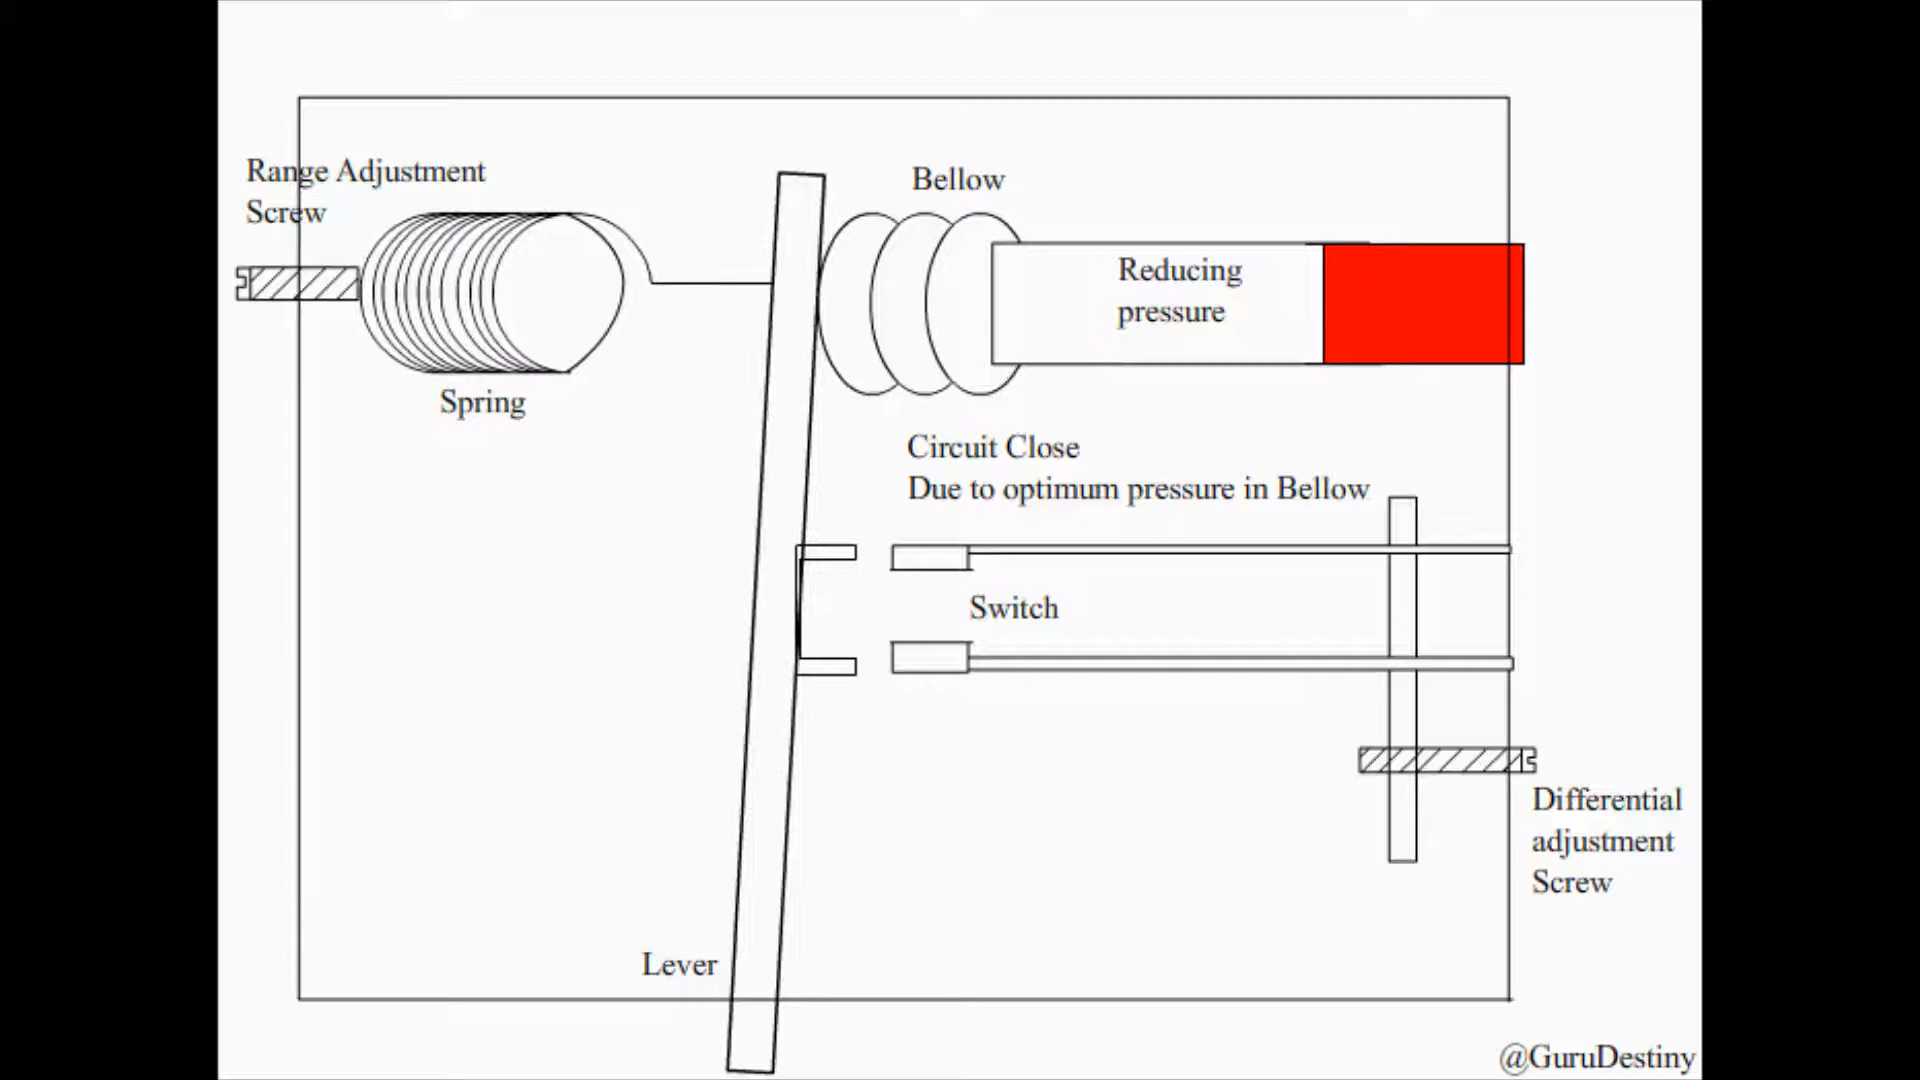 Range Adjustment
Screw
Bellow
Reducing
pressure
Spring
Circuit Close
Due to optimum pressure in Bellow
Switch
Differential
adjustment
Screw
Lever
@GuruDestiny